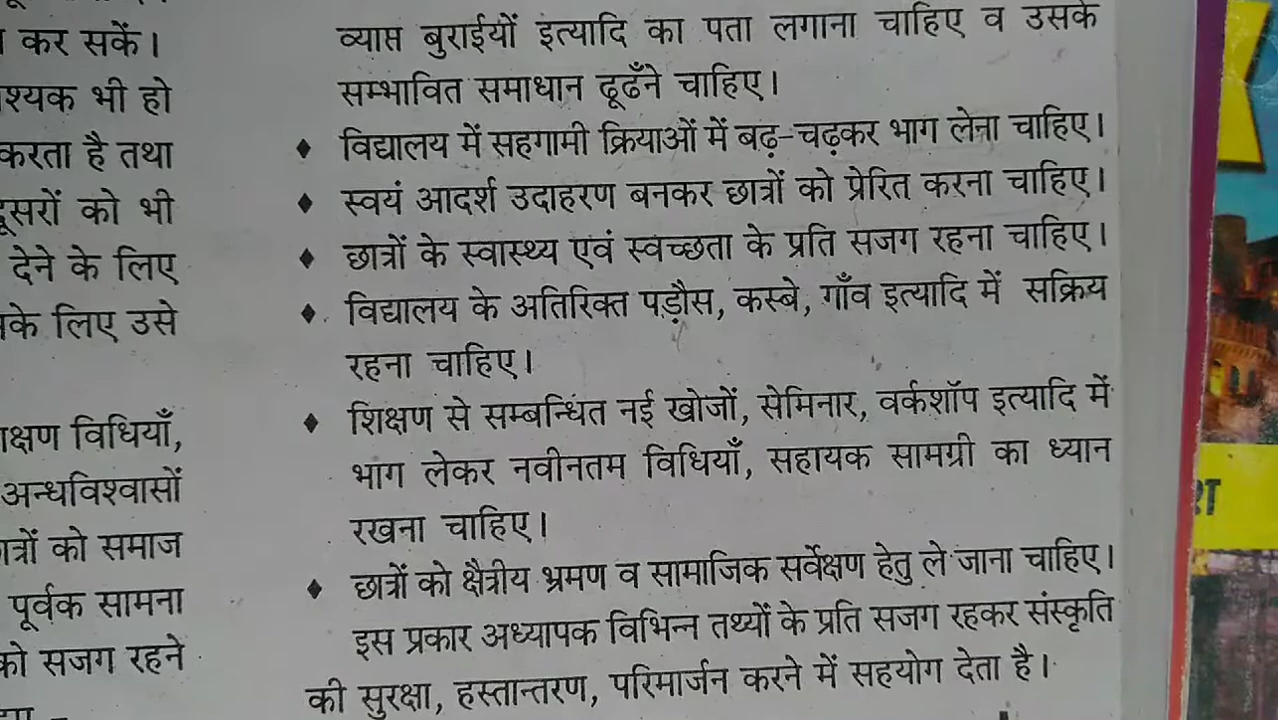 कर सकें।
श्यक भी हो
करता है तथा
दूसरों को भी
देने के लिए
के लिए उसे
क्षण विधियाँ,
अन्धविश्वासों
त्रों को समाज
पूर्वक सामना
को सजग रहने
व्याप्त बुराईयों इत्यादि का पता लगाना चाहिए व उसके
सम्भावित समाधान ढूढँने चाहिए।
♦ विद्यालय में सहगामी क्रियाओं में बढ़-चढ़कर भाग लेना चाहिए।
♦ स्वयं आदर्श उदाहरण बनकर छात्रों को प्रेरित करना चाहिए।
♦ छात्रों के स्वास्थ्य एवं स्वच्छता के प्रति सजग रहना चाहिए।
♦ विद्यालय के अतिरिक्त पड़ौस, कस्बे, गाँव इत्यादि में सक्रिय
रहना चाहिए।
♦ शिक्षण से सम्बन्धित नई खोजों, सेमिनार, वर्कशॉप इत्यादि में
भाग लेकर नवीनतम विधियाँ, सहायक सामग्री का ध्यान
रखना चाहिए।
♦ छात्रों को क्षैत्रीय भ्रमण व सामाजिक सर्वेक्षण हेतु ले जाना चाहिए।
इस प्रकार अध्यापक विभिन्न तथ्यों के प्रति सजग रहकर संस्कृति
की सुरक्षा, हस्तान्तरण, परिमार्जन करने में सहयोग देता है।